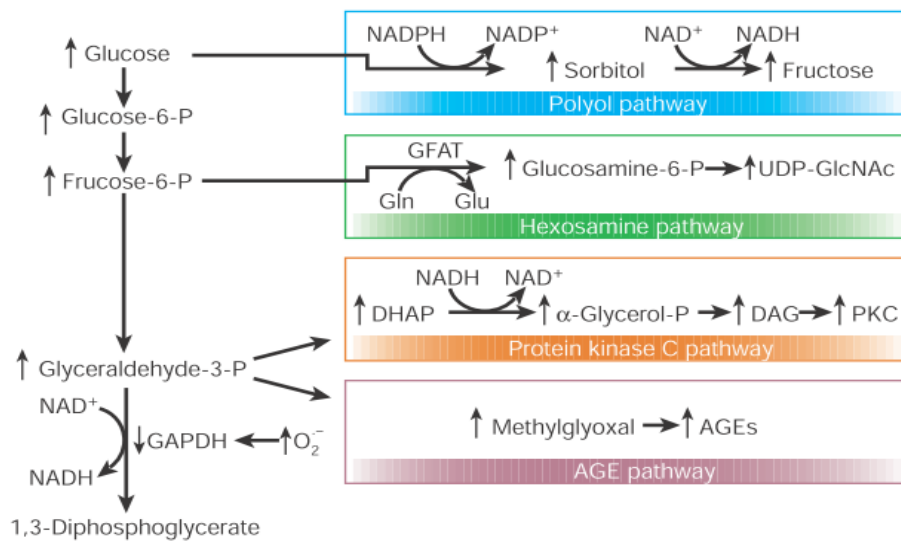 ↑ Glucose
↑ Glucose-6-P
↑ Frucose-6-P
↑ Glyceraldehyde-3-P
NAD⁺
NADH
↓ GAPDH ← ↑ O₂⁻
1,3-Diphosphoglycerate
NADPH NADP⁺ NAD⁺ NADH
↑ Sorbitol → ↑ Fructose
Polyol pathway
GFAT
↑ Glucosamine-6-P → ↑ UDP-GlcNAc
Gln Glu
Hexosamine pathway
NADH NAD⁺
↑ DHAP → ↑ α-Glycerol-P → ↑ DAG → ↑ PKC
Protein kinase C pathway
↑ Methylglyoxal → ↑ AGEs
AGE pathway